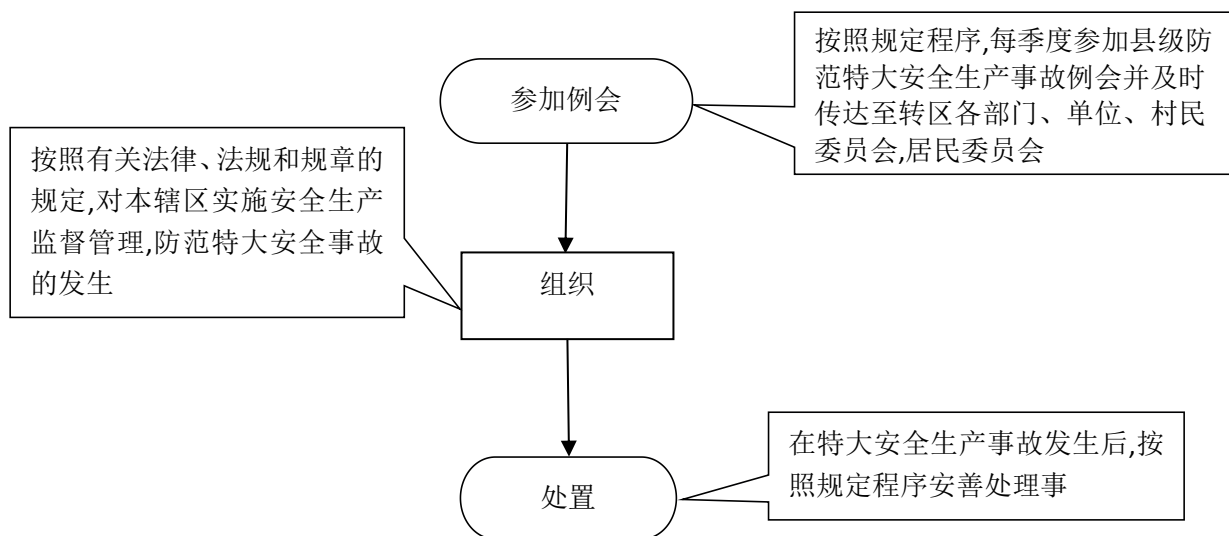 参加例会
按照规定程序,每季度参加县级防
范特大安全生产事故例会并及时
传达至转区各部门、单位、村民
委员会,居民委员会
按照有关法律、法规和规章的
规定,对本辖区实施安全生产
监督管理,防范特大安全事故
的发生
组织
在特大安全生产事故发生后,按
照规定程序安善处理事
处置